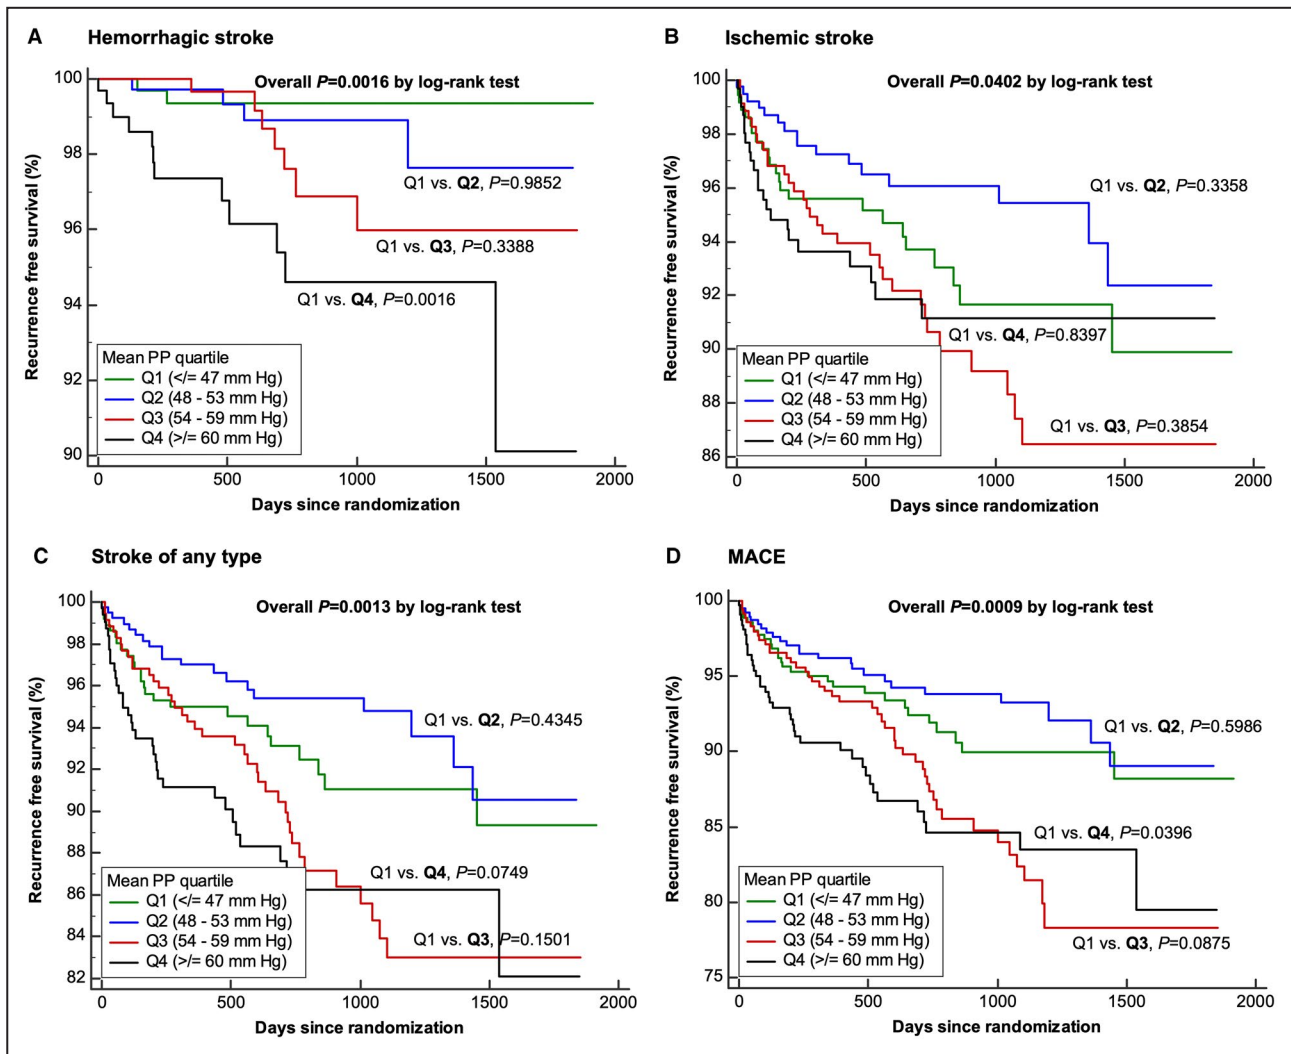 A Hemorrhagic stroke
Overall P=0.0016 by log-rank test
Recurrence free survival (%)
100
98
96
94
92
90
Q1 vs. Q2, P=0.9852
Q1 vs. Q3, P=0.3388
Q1 vs. Q4, P=0.0016
Mean PP quartile
Q1 (</= 47 mm Hg)
Q2 (48 - 53 mm Hg)
Q3 (54 - 59 mm Hg)
Q4 (>/= 60 mm Hg)
0 500 1000 1500 2000
Days since randomization
B Ischemic stroke
Overall P=0.0402 by log-rank test
Recurrence free survival (%)
100
98
96
94
92
90
88
86
Q1 vs. Q2, P=0.3358
Q1 vs. Q4, P=0.8397
Q1 vs. Q3, P=0.3854
Mean PP quartile
Q1 (</= 47 mm Hg)
Q2 (48 - 53 mm Hg)
Q3 (54 - 59 mm Hg)
Q4 (>/= 60 mm Hg)
0 500 1000 1500 2000
Days since randomization
C Stroke of any type
Overall P=0.0013 by log-rank test
Recurrence free survival (%)
100
98
96
94
92
90
88
86
84
82
Q1 vs. Q2, P=0.4345
Q1 vs. Q4, P=0.0749
Q1 vs. Q3, P=0.1501
Mean PP quartile
Q1 (</= 47 mm Hg)
Q2 (48 - 53 mm Hg)
Q3 (54 - 59 mm Hg)
Q4 (>/= 60 mm Hg)
0 500 1000 1500 2000
Days since randomization
D MACE
Overall P=0.0009 by log-rank test
Recurrence free survival (%)
100
95
90
85
80
75
Q1 vs. Q2, P=0.5986
Q1 vs. Q4, P=0.0396
Q1 vs. Q3, P=0.0875
Mean PP quartile
Q1 (</= 47 mm Hg)
Q2 (48 - 53 mm Hg)
Q3 (54 - 59 mm Hg)
Q4 (>/= 60 mm Hg)
0 500 1000 1500 2000
Days since randomization